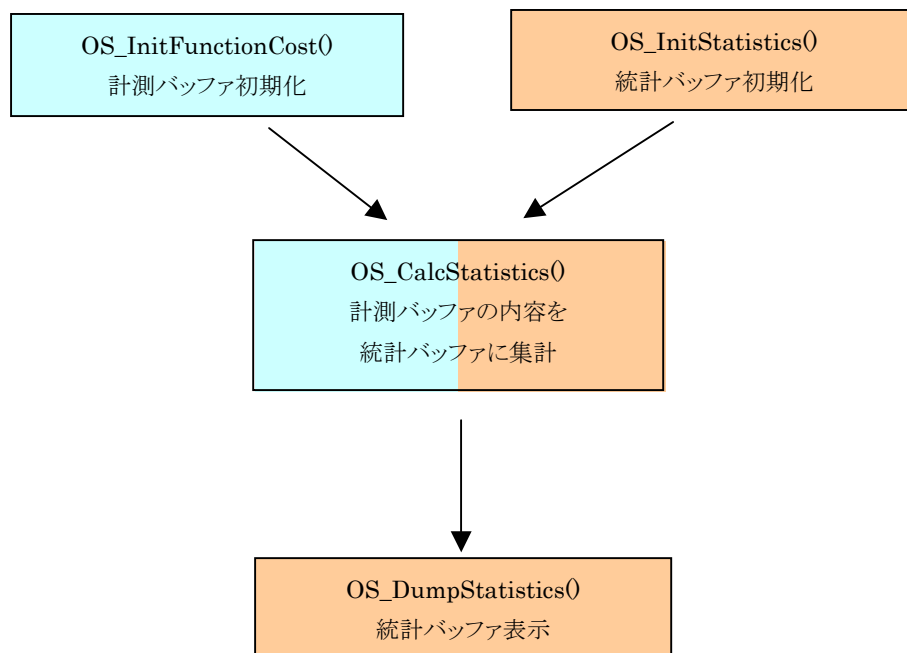 OS_InitFunctionCost()
計測バッファ初期化
OS_InitStatistics()
統計バッファ初期化
OS_CalcStatistics()
計測バッファの内容を
統計バッファに集計
OS_DumpStatistics()
統計バッファ表示